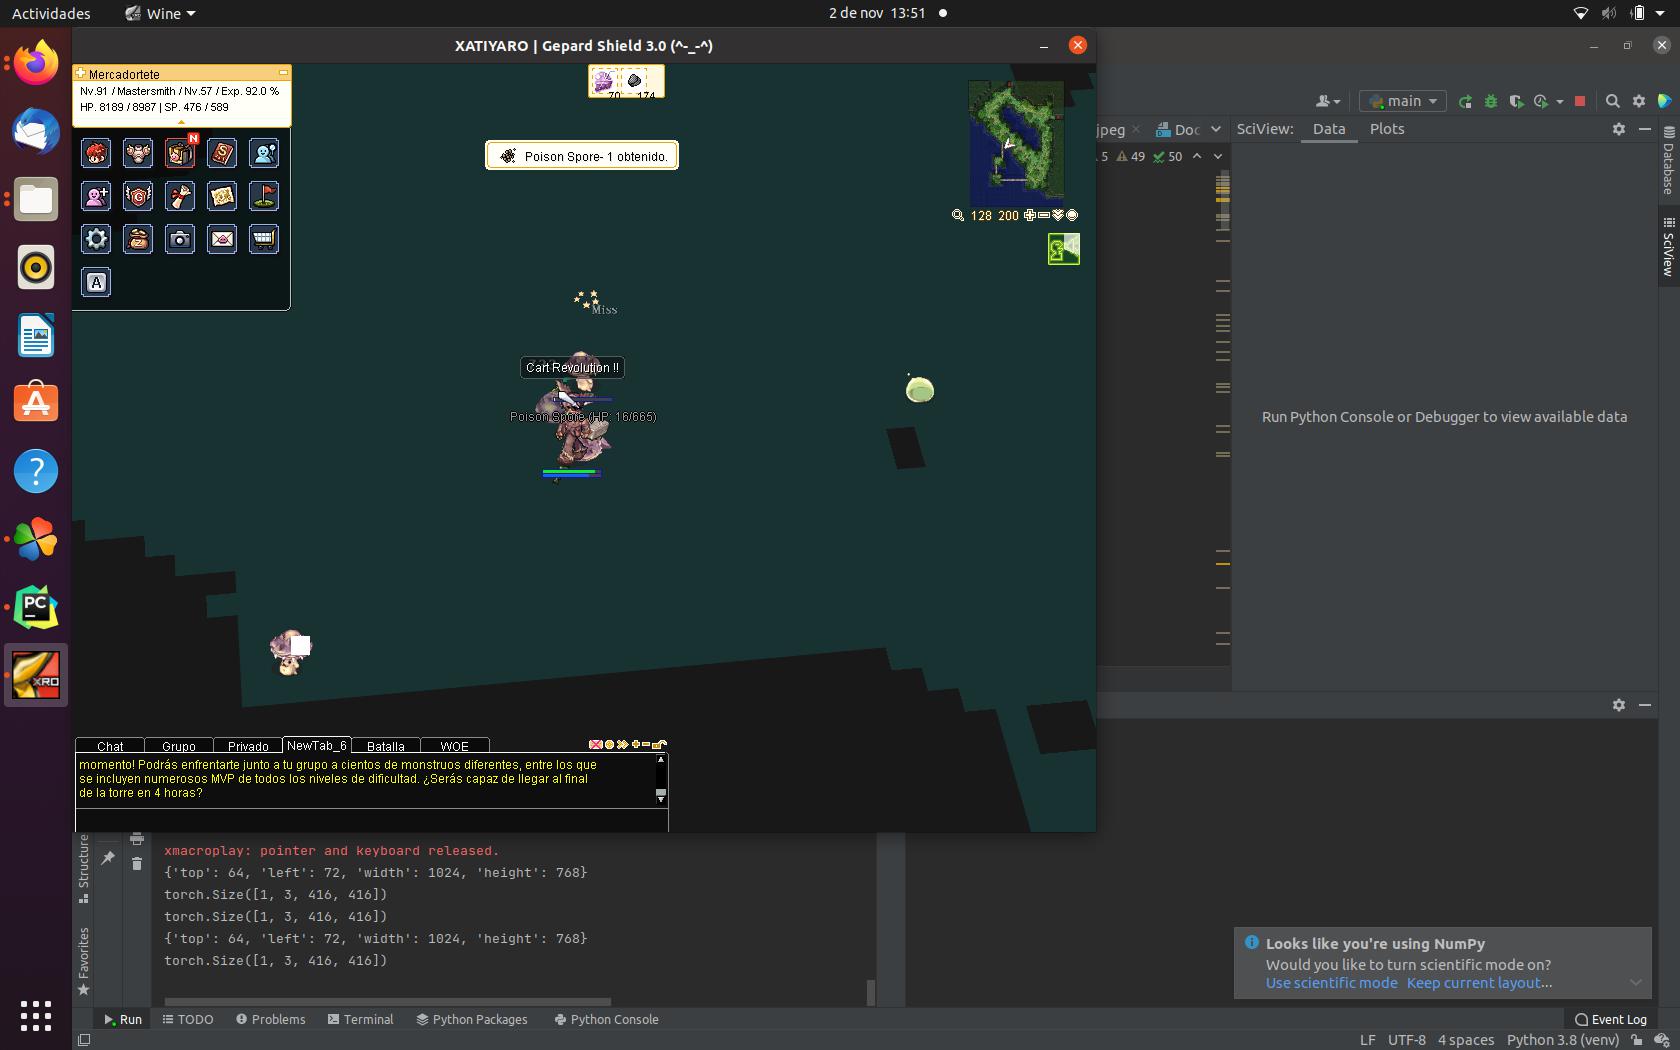 Actividades
Wine
2 de nov 13:51
XATIYARO | Gepard Shield 3.0 (^-_-^)
Mercadortete
Nv.91 / Mastersmith / Nv.57 / Exp. 92.0 %
HP. 8189 / 8987 | SP. 476 / 589
N
A
70 174
Poison Spore- 1 obtenido.
128 200
Miss
Cart Revolution !!
Poison Spore (HP: 16/665)
main
jpeg
Doc
SciView:
Data
Plots
5
49
50
Database
SciView
Run Python Console or Debugger to view available data
PC
XRO
Chat
Grupo
Privado
NewTab_6
Batalla
WOE
momento! Podrás enfrentarte junto a tu grupo a cientos de monstruos diferentes, entre los que
se incluyen numerosos MVP de todos los niveles de dificultad. ¿Serás capaz de llegar al final
de la torre en 4 horas?
Structure
Favorites
xmacroplay: pointer and keyboard released.
{'top': 64, 'left': 72, 'width': 1024, 'height': 768}
torch.Size([1, 3, 416, 416])
torch.Size([1, 3, 416, 416])
{'top': 64, 'left': 72, 'width': 1024, 'height': 768}
torch.Size([1, 3, 416, 416])
Looks like you're using NumPy
Would you like to turn scientific mode on?
Use scientific mode Keep current layout...
Run
TODO
Problems
Terminal
Python Packages
Python Console
Event Log
LF UTF-8 4 spaces Python 3.8 (venv)